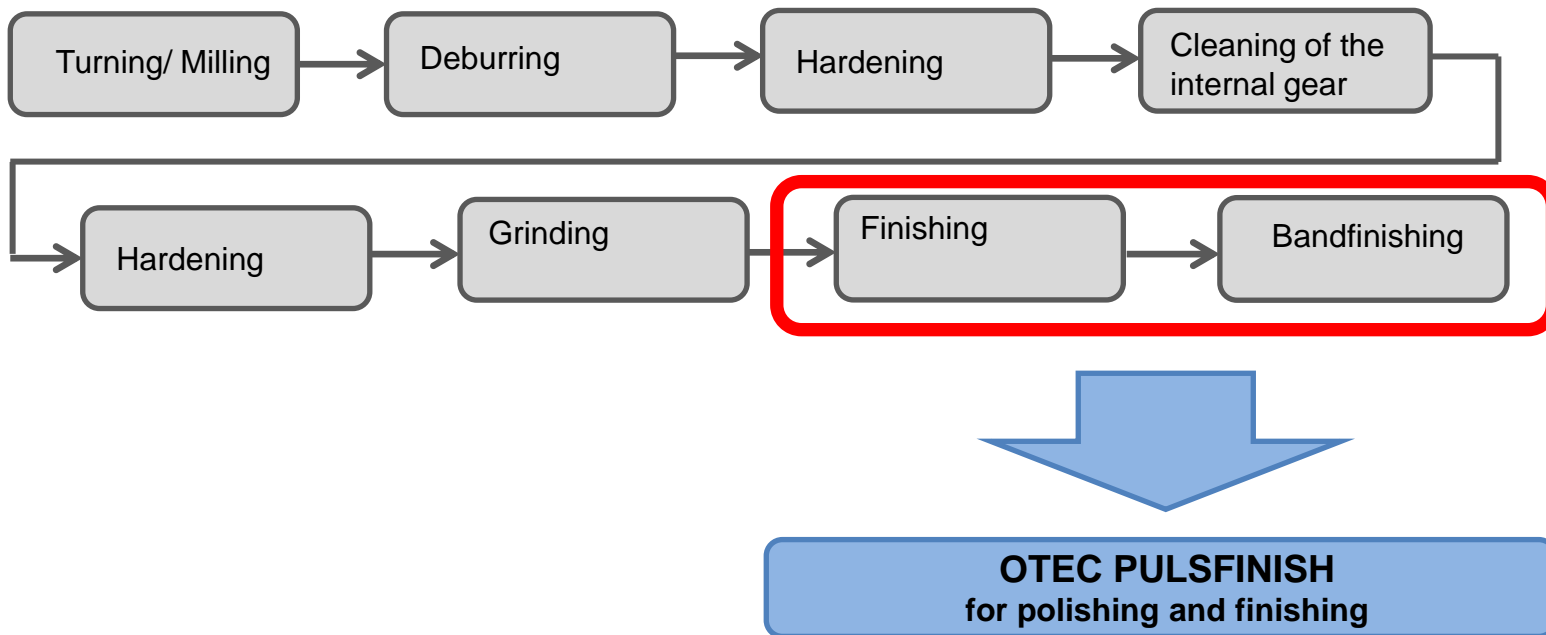 Turning/ Milling
Deburring
Hardening
Cleaning of the
internal gear
Hardening
Grinding
Finishing
Bandfinishing
OTEC PULSFINISH
for polishing and finishing